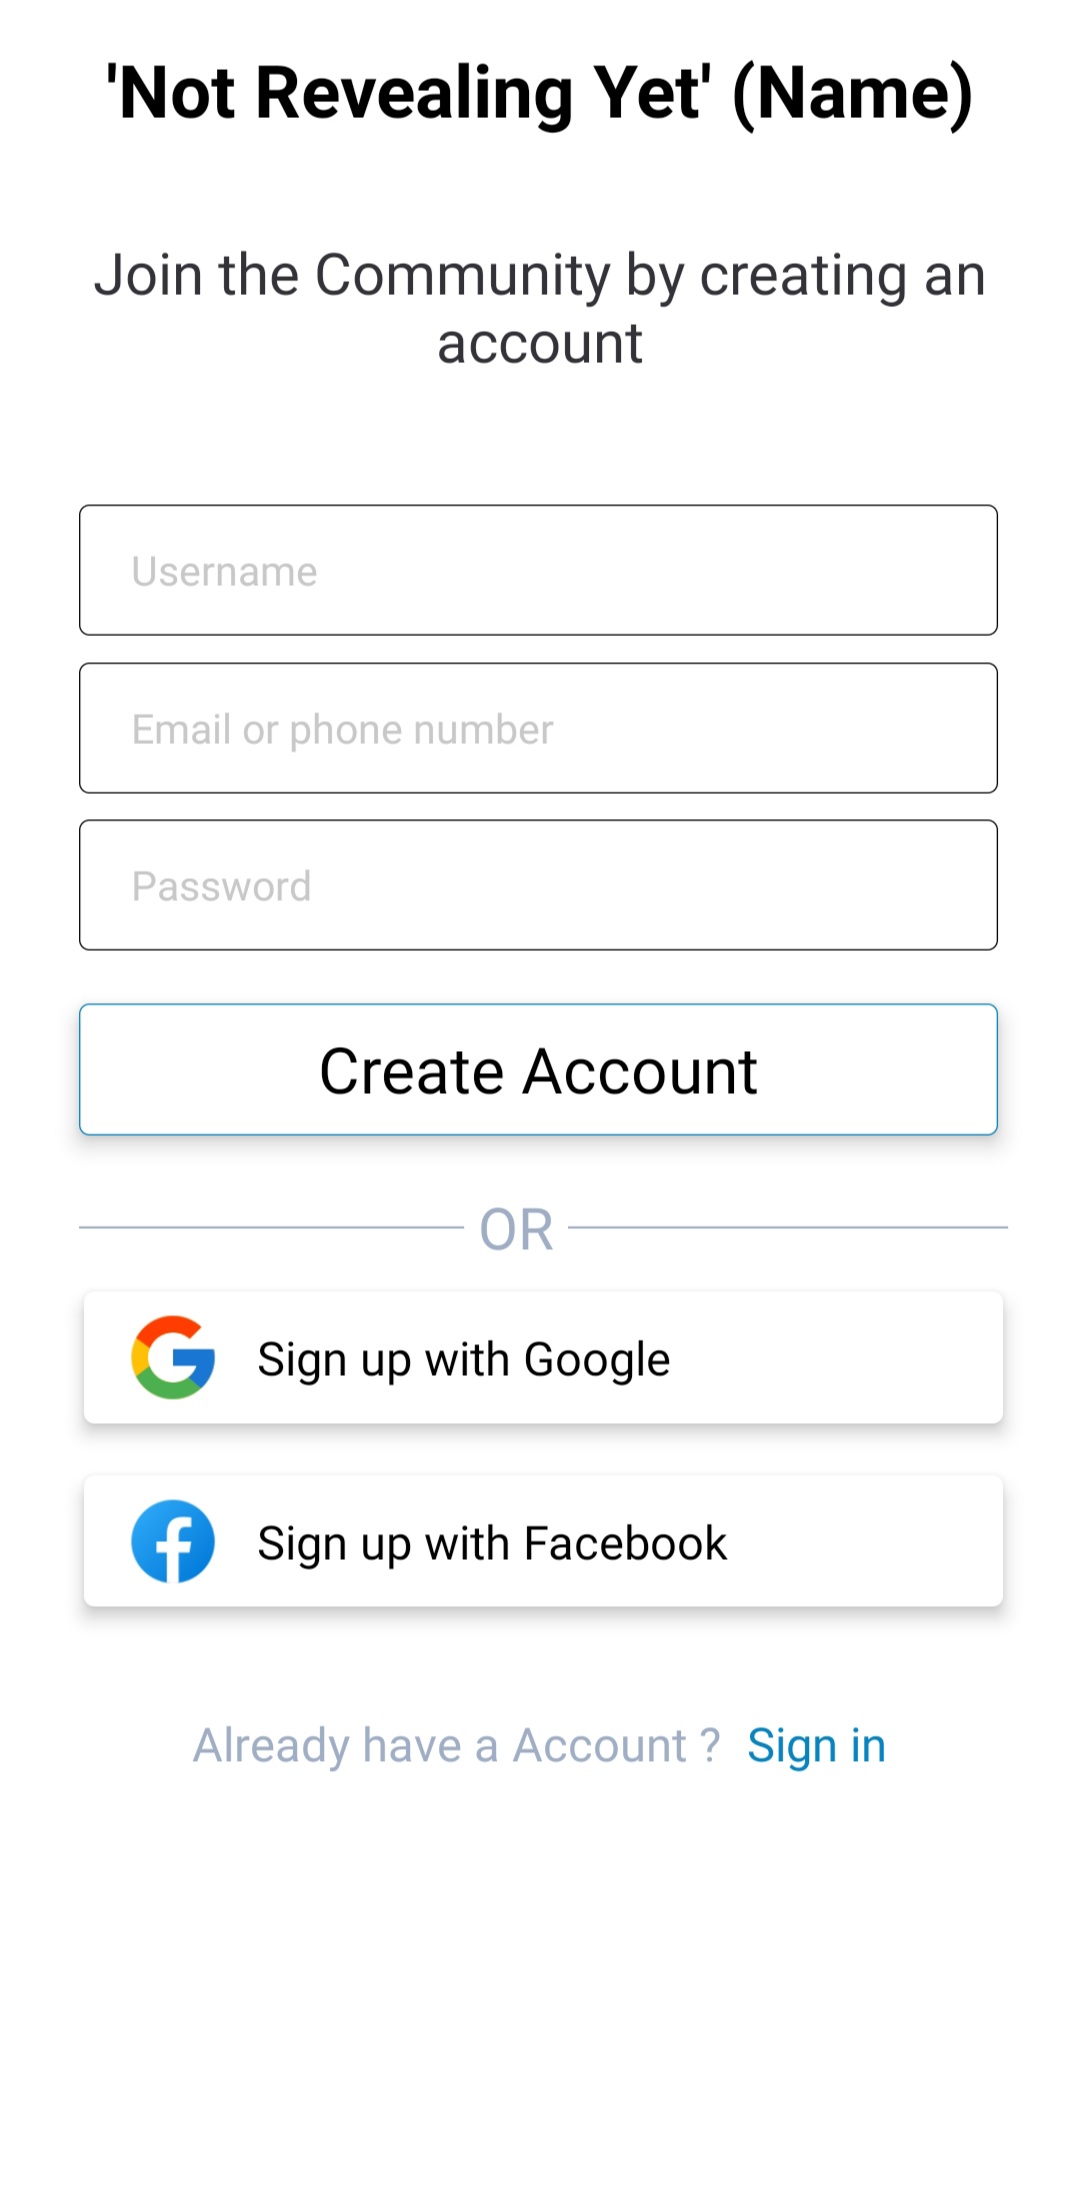 'Not Revealing Yet' (Name)
Join the Community by creating an
account
Username
Email or phone number
Password
Create Account
OR
Sign up with Google
Sign up with Facebook
Already have a Account ? Sign in